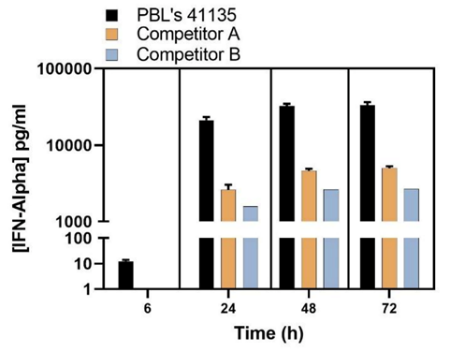 PBL's 41135
Competitor A
Competitor B
[IFN-Alpha] pg/ml
100000
10000
1000
100
10
1
6 24 48 72
Time (h)